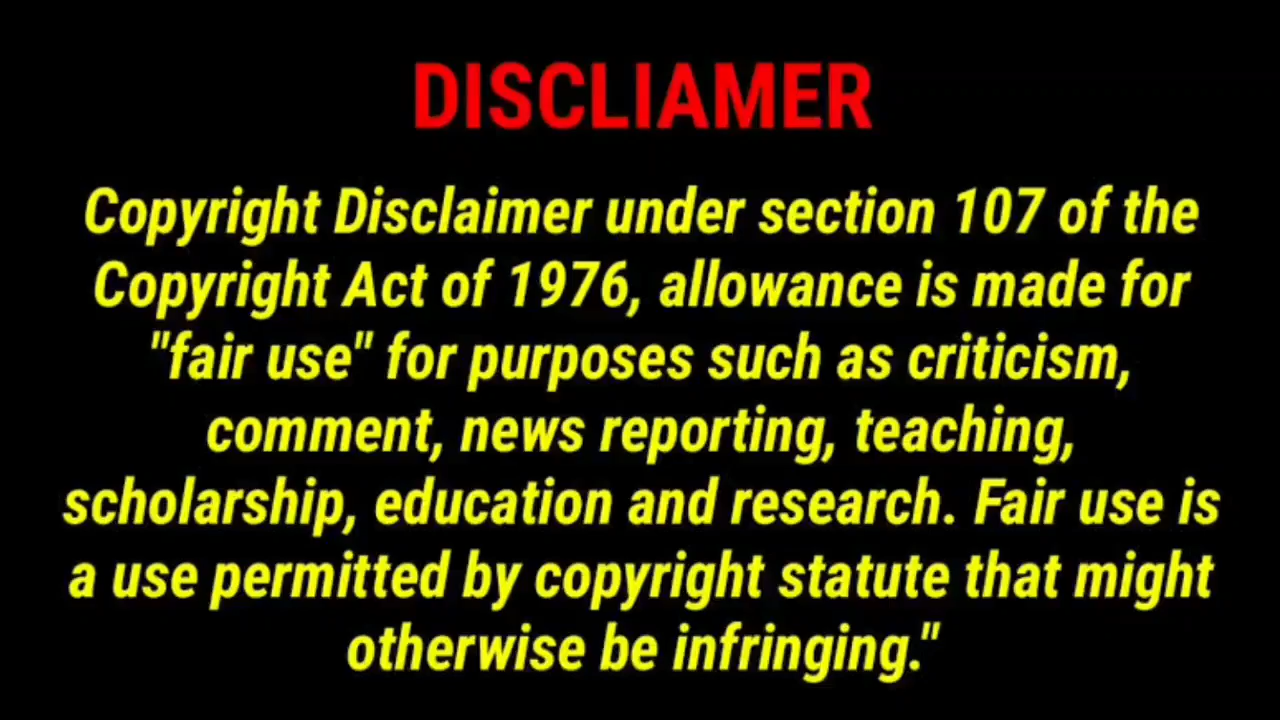 DISCLIAMER
Copyright Disclaimer under section 107 of the
Copyright Act of 1976, allowance is made for
"fair use" for purposes such as criticism,
comment, news reporting, teaching,
scholarship, education and research. Fair use is
a use permitted by copyright statute that might
otherwise be infringing."